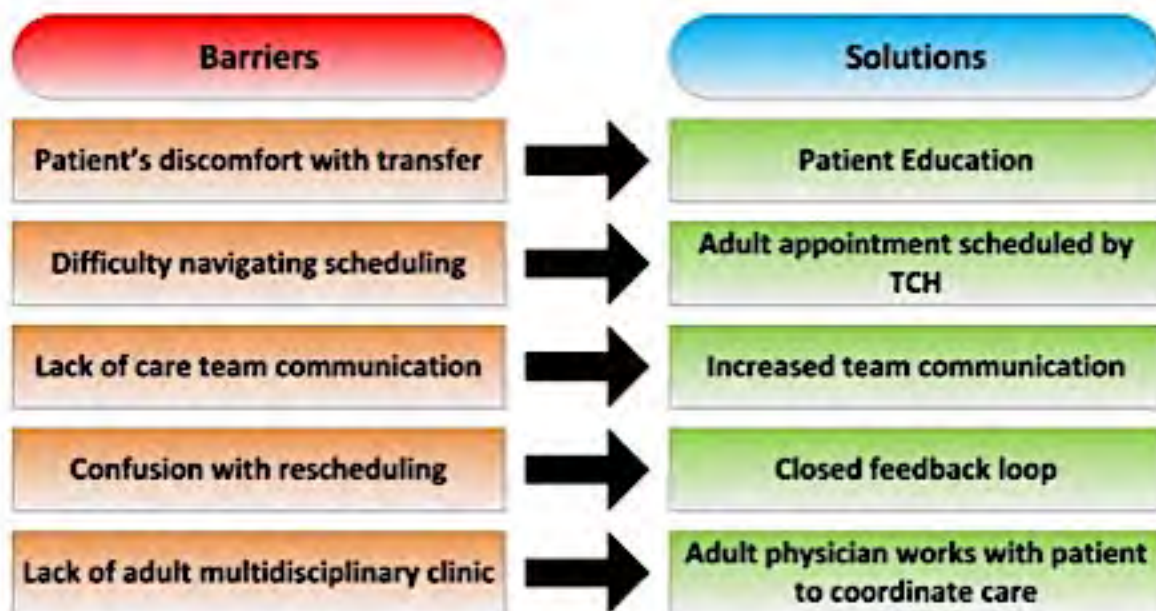 Barriers
Solutions
Patient's discomfort with transfer
Patient Education
Difficulty navigating scheduling
Adult appointment scheduled by
TCH
Lack of care team communication
Increased team communication
Confusion with rescheduling
Closed feedback loop
Lack of adult multidisciplinary clinic
Adult physician works with patient
to coordinate care